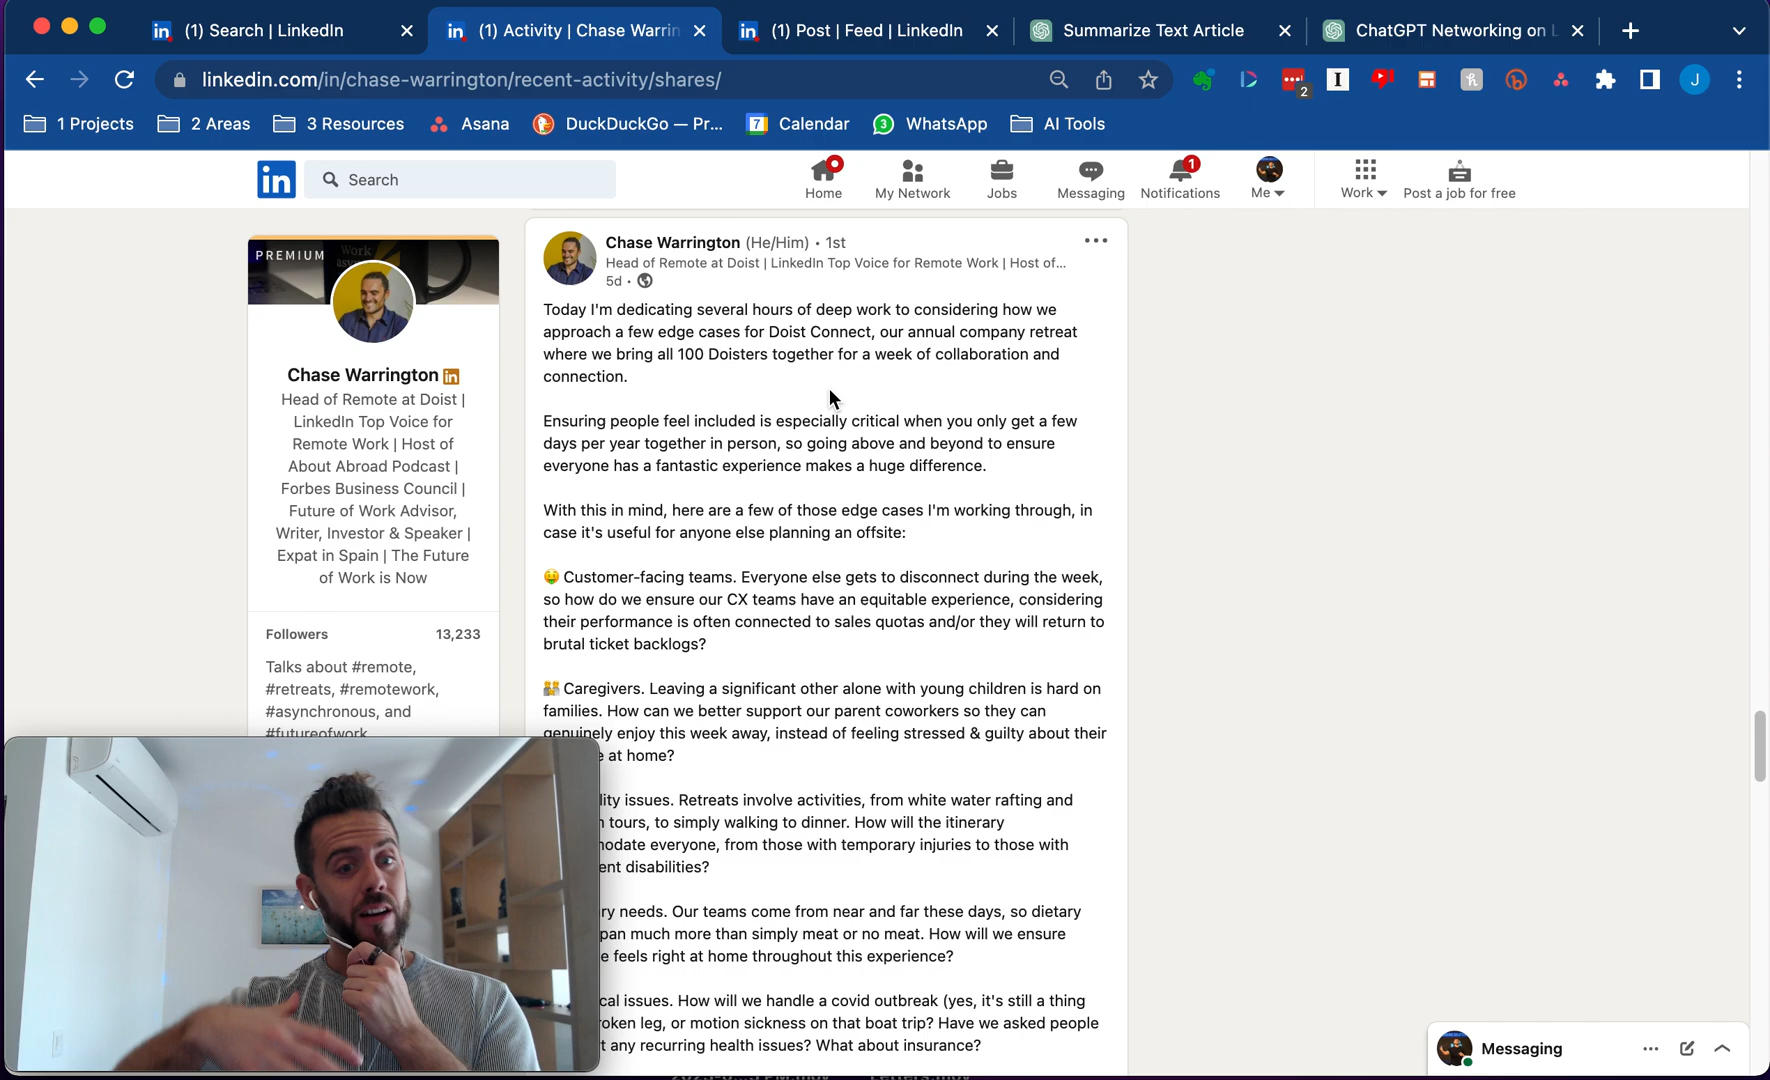 (1) Search | LinkedIn
(1) Activity | Chase Warrin
(1) Post | Feed | LinkedIn
Summarize Text Article
ChatGPT Networking on L
linkedin.com/in/chase-warrington/recent-activity/shares/
2
J
1 Projects
2 Areas
3 Resources
Asana
DuckDuckGo — Pr...
7
Calendar
3
WhatsApp
AI Tools
in
Search
Home
My Network
Jobs
Messaging
1
Notifications
Me
Work
Post a job for free
PREMIUM
Work
Chase Warrington
Head of Remote at Doist |
LinkedIn Top Voice for
Remote Work | Host of
About Abroad Podcast |
Forbes Business Council |
Future of Work Advisor,
Writer, Investor & Speaker |
Expat in Spain | The Future
of Work is Now
Followers 13,233
Talks about #remote,
#retreats, #remotework,
#asynchronous, and
#futureofwork
Chase Warrington (He/Him) • 1st
Head of Remote at Doist | LinkedIn Top Voice for Remote Work | Host of...
5d •
Today I'm dedicating several hours of deep work to considering how we
approach a few edge cases for Doist Connect, our annual company retreat
where we bring all 100 Doisters together for a week of collaboration and
connection.
Ensuring people feel included is especially critical when you only get a few
days per year together in person, so going above and beyond to ensure
everyone has a fantastic experience makes a huge difference.
With this in mind, here are a few of those edge cases I'm working through, in
case it's useful for anyone else planning an offsite:
🤑 Customer-facing teams. Everyone else gets to disconnect during the week,
so how do we ensure our CX teams have an equitable experience, considering
their performance is often connected to sales quotas and/or they will return to
brutal ticket backlogs?
Caregivers. Leaving a significant other alone with young children is hard on
families. How can we better support our parent coworkers so they can
genuinely enjoy this week away, instead of feeling stressed & guilty about their
at home?
lity issues. Retreats involve activities, from white water rafting and
tours, to simply walking to dinner. How will the itinerary
odate everyone, from those with temporary injuries to those with
ent disabilities?
ry needs. Our teams come from near and far these days, so dietary
pan much more than simply meat or no meat. How will we ensure
e feels right at home throughout this experience?
cal issues. How will we handle a covid outbreak (yes, it's still a thing
oken leg, or motion sickness on that boat trip? Have we asked people
t any recurring health issues? What about insurance?
Messaging